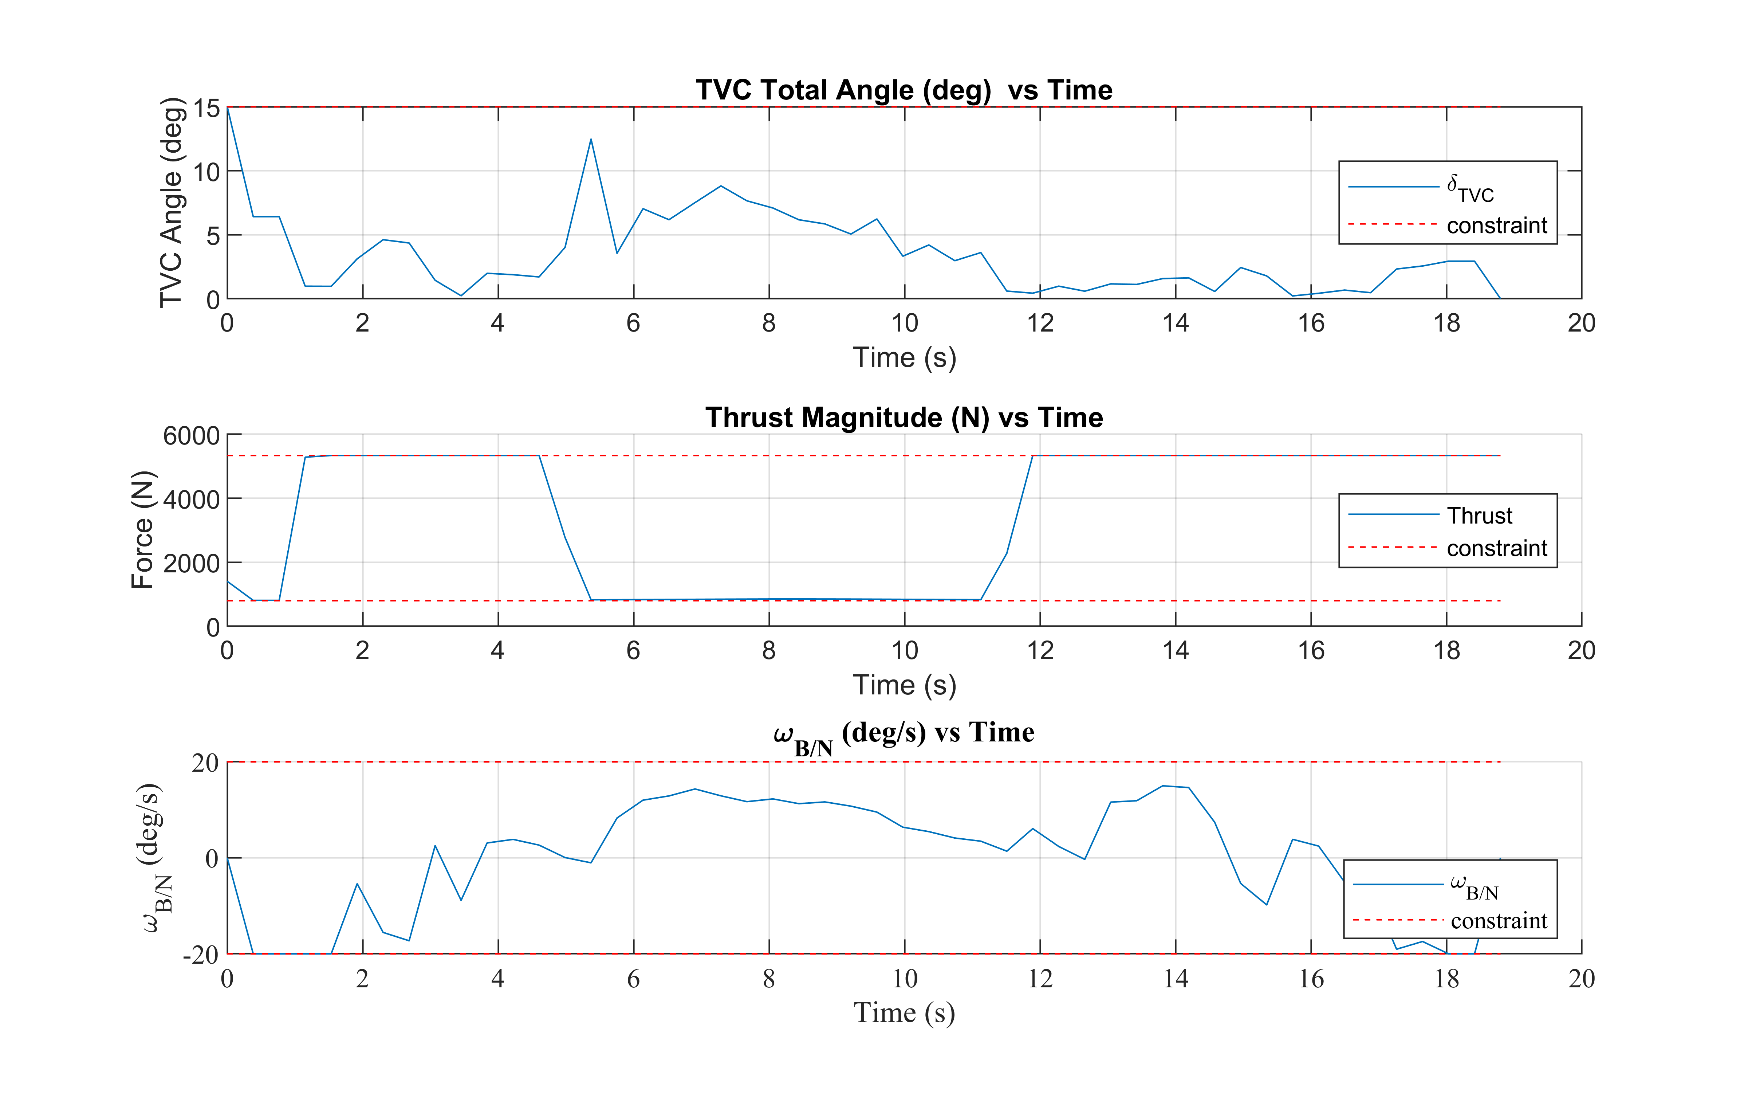 TVC Total Angle (deg)  vs Time
TVC Angle (deg)
15
10
5
0
δTVC
constraint
0 2 4 6 8 10 12 14 16 18 20
Time (s)
Thrust Magnitude (N) vs Time
Force (N)
6000
4000
2000
0
Thrust
constraint
0 2 4 6 8 10 12 14 16 18 20
Time (s)
ωB/N (deg/s) vs Time
ωB/N (deg/s)
20
0
-20
ωB/N
constraint
0 2 4 6 8 10 12 14 16 18 20
Time (s)